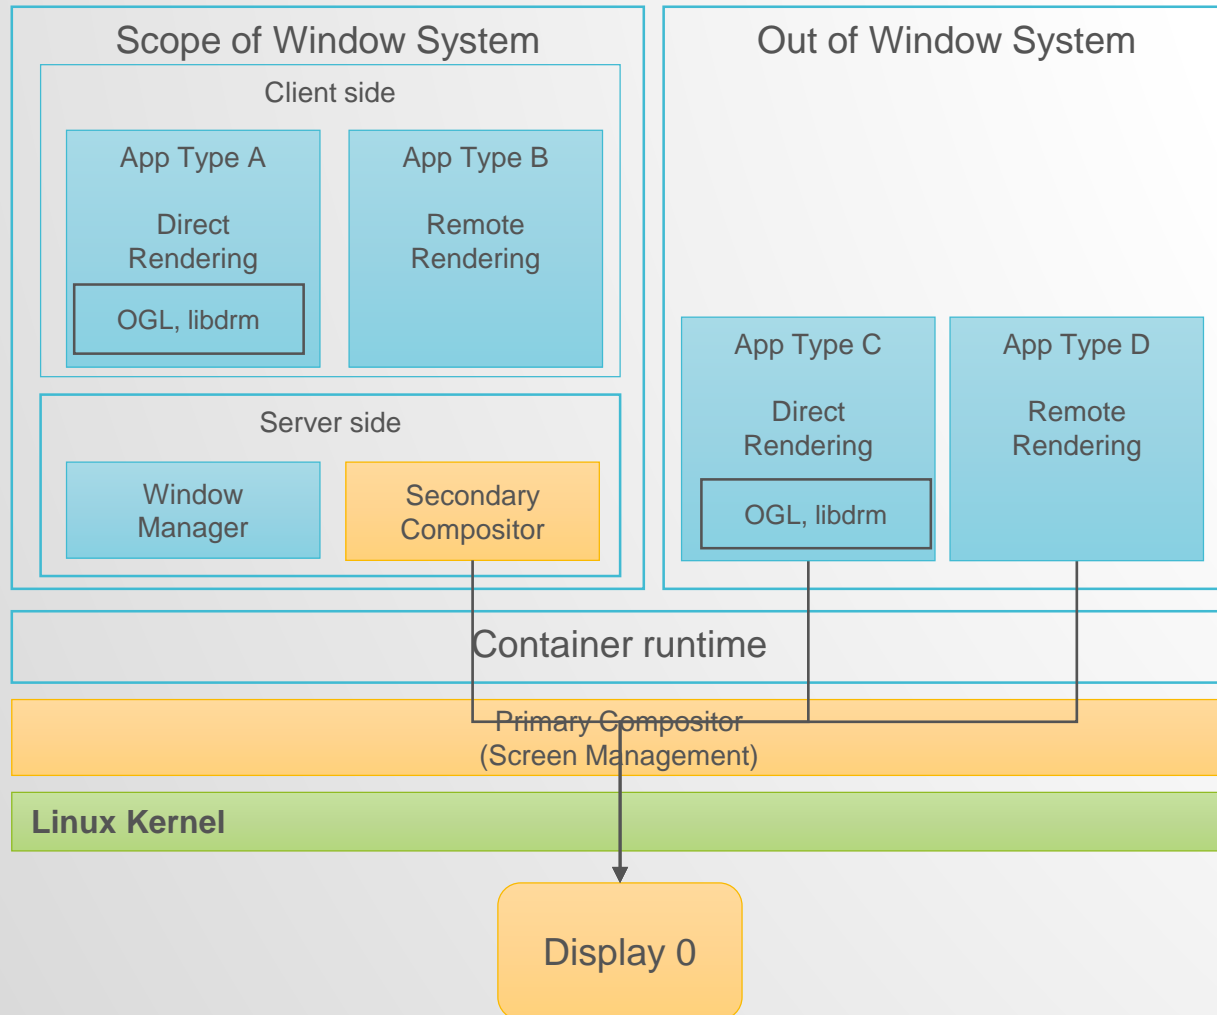 Scope of Window System
Client side
App Type A
Direct
Rendering
OGL, libdrm
App Type B
Remote
Rendering
Server side
Window
Manager
Secondary
Compositor
Out of Window System
App Type C
Direct
Rendering
OGL, libdrm
App Type D
Remote
Rendering
Container runtime
Primary Compositor
(Screen Management)
Linux Kernel
Display 0